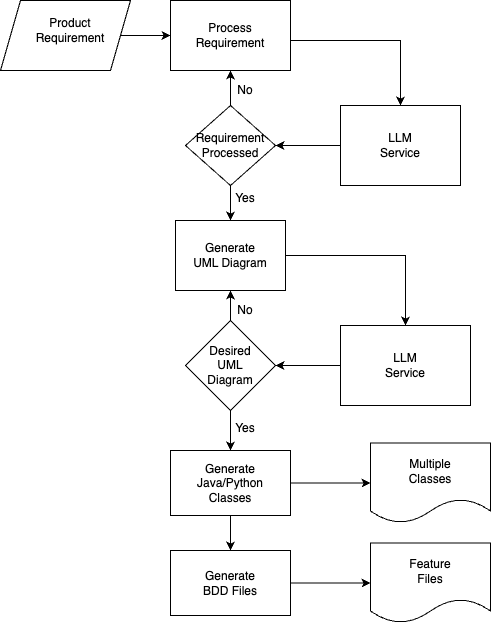 Product
Requirement
Process
Requirement
No
Requirement
Processed
LLM
Service
Yes
Generate
UML Diagram
No
Desired
UML
Diagram
LLM
Service
Yes
Generate
Java/Python
Classes
Multiple
Classes
Generate
BDD Files
Feature
Files